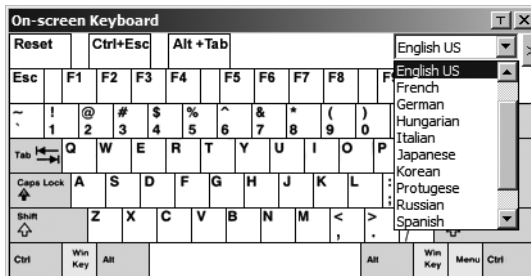 On-screen Keyboard T X
Reset Ctrl+Esc Alt +Tab English US
Esc F1 F2 F3 F4 F5 F6 F7 F8
~ ! @ # $ % ^ & * ( )
` 1 2 3 4 5 6 7 8 9 0
Tab Q W E R T Y U I O P
Caps Lock A S D F G H J K L : ;
Shift Z X C V B N M < , > . /
Ctrl Win Key Alt Alt Win Key Menu Ctrl
English US
French
German
Hungarian
Italian
Japanese
Korean
Protugese
Russian
Spanish